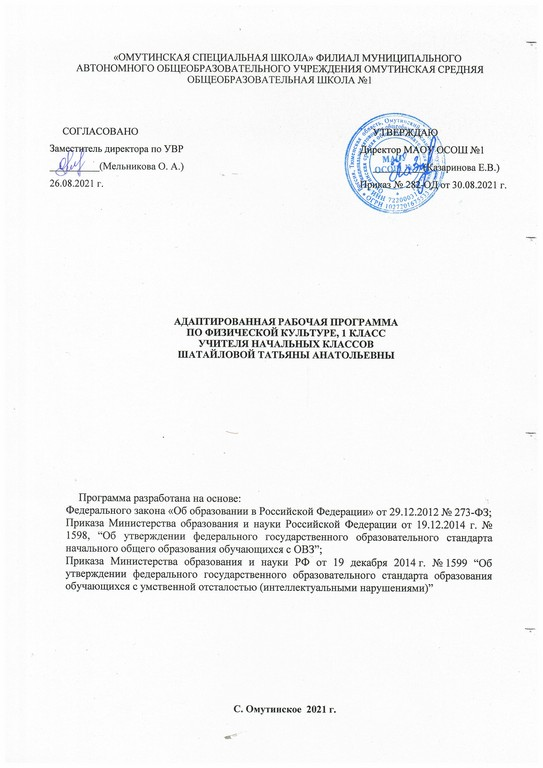 «ОМУТИНСКАЯ СПЕЦИАЛЬНАЯ ШКОЛА» ФИЛИАЛ МУНИЦИПАЛЬНОГО
АВТОНОМНОГО ОБЩЕОБРАЗОВАТЕЛЬНОГО УЧРЕЖДЕНИЯ ОМУТИНСКАЯ СРЕДНЯЯ
ОБЩЕОБРАЗОВАТЕЛЬНАЯ ШКОЛА №1
СОГЛАСОВАНО
Заместитель директора по УВР
(Мельникова О. А.)
26.08.2021 г.
УТВЕРЖДАЮ
Директор МАОУ ОСОШ №1
(Казаринова Е.В.)
Приказ № 282-ОД от 30.08.2021 г.
АДАПТИРОВАННАЯ РАБОЧАЯ ПРОГРАММА
ПО ФИЗИЧЕСКОЙ КУЛЬТУРЕ, 1 КЛАСС
УЧИТЕЛЯ НАЧАЛЬНЫХ КЛАССОВ
ШАТАЙЛОВОЙ ТАТЬЯНЫ АНАТОЛЬЕВНЫ
Программа разработана на основе:
Федерального закона «Об образовании в Российской Федерации» от 29.12.2012 № 273-ФЗ;
Приказа Министерства образования и науки Российской Федерации от 19.12.2014 г. №
1598, “Об утверждении федерального государственного образовательного стандарта
начального общего образования обучающихся с ОВЗ”;
Приказа Министерства образования и науки РФ от 19 декабря 2014 г. № 1599 “Об
утверждении федерального государственного образовательного стандарта образования
обучающихся с умственной отсталостью (интеллектуальными нарушениями)”
С. Омутинское 2021 г.